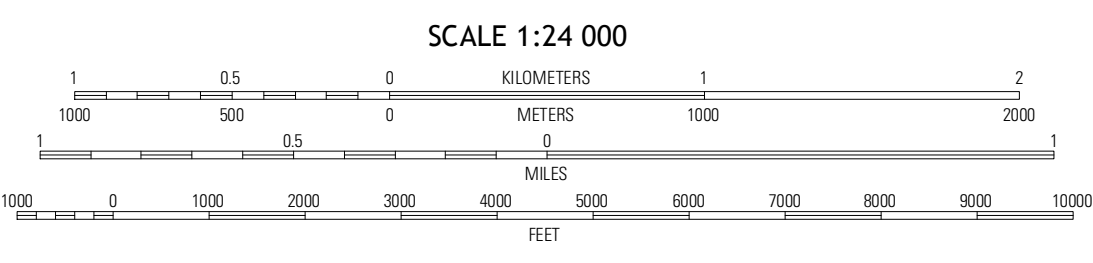 SCALE 1:24 000
1 0.5 0 KILOMETERS 1 2
1000 500 0 METERS 1000 2000
1 0.5 0 1
MILES
1000 0 1000 2000 3000 4000 5000 6000 7000 8000 9000 10000
FEET